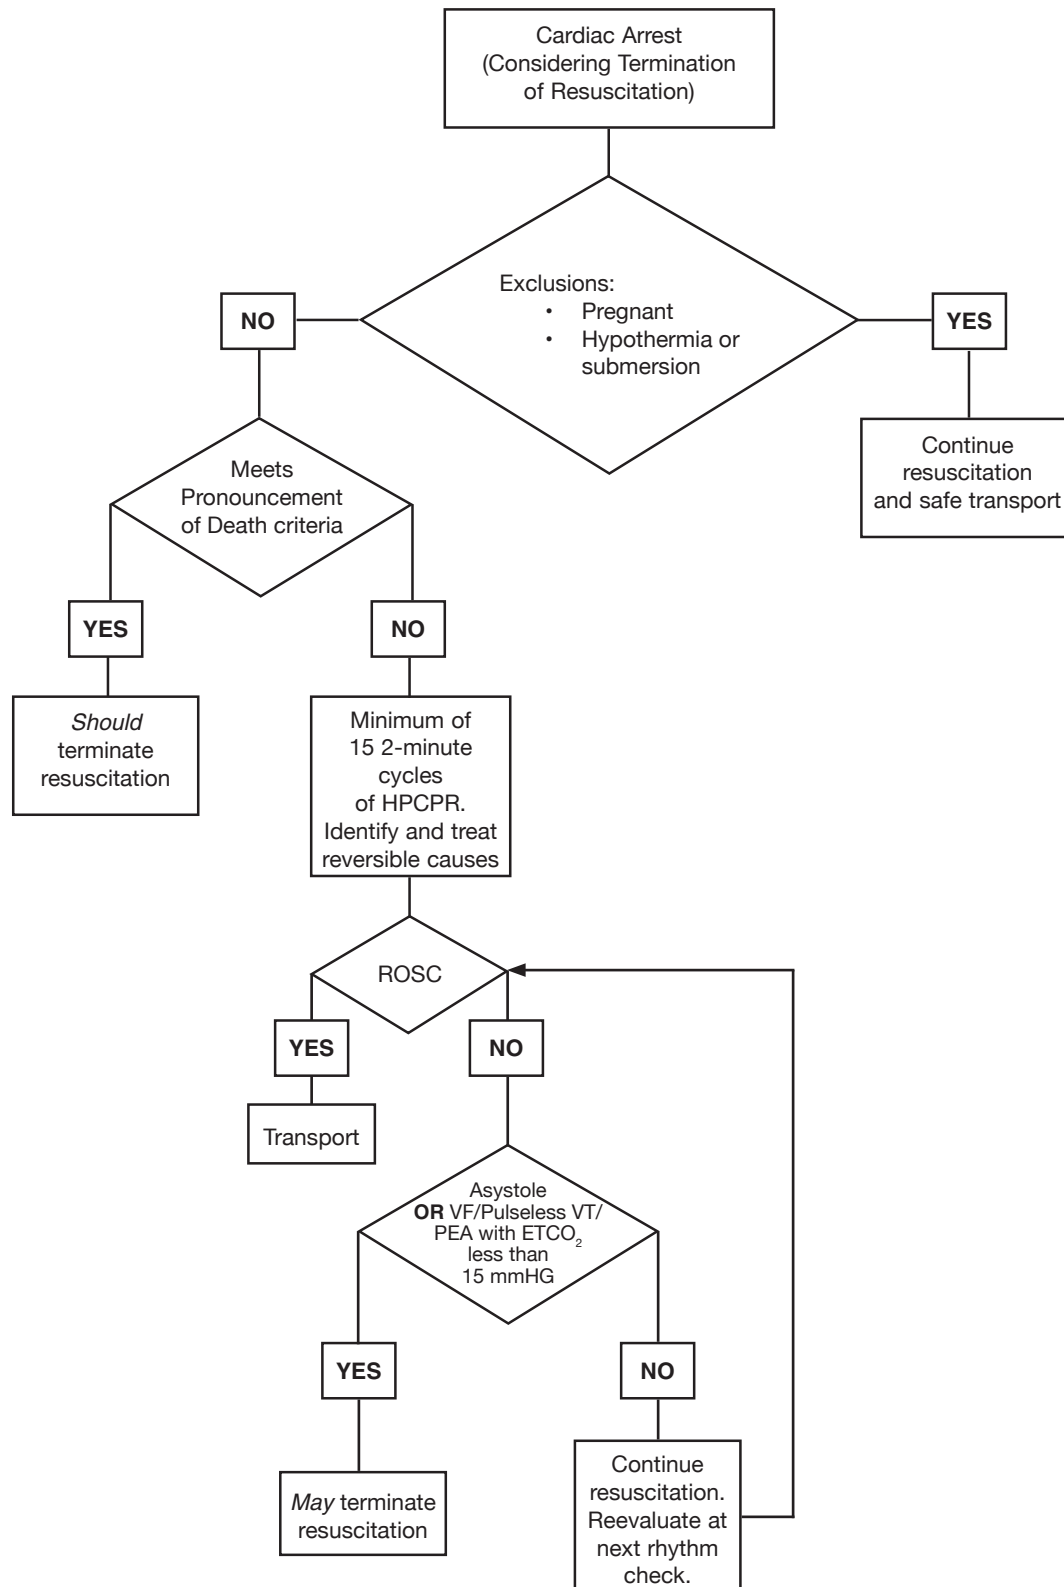 Cardiac Arrest
(Considering Termination
of Resuscitation)
Exclusions:
• Pregnant
• Hypothermia or
submersion
NO
YES
Continue
resuscitation
and safe transport
Meets
Pronouncement
of Death criteria
YES
NO
Should
terminate
resuscitation
Minimum of
15 2-minute
cycles
of HPCPR.
Identify and treat
reversible causes
ROSC
YES
NO
Transport
Asystole
OR VF/Pulseless VT/
PEA with ETCO2
less than
15 mmHG
YES
NO
May terminate
resuscitation
Continue
resuscitation.
Reevaluate at
next rhythm
check.